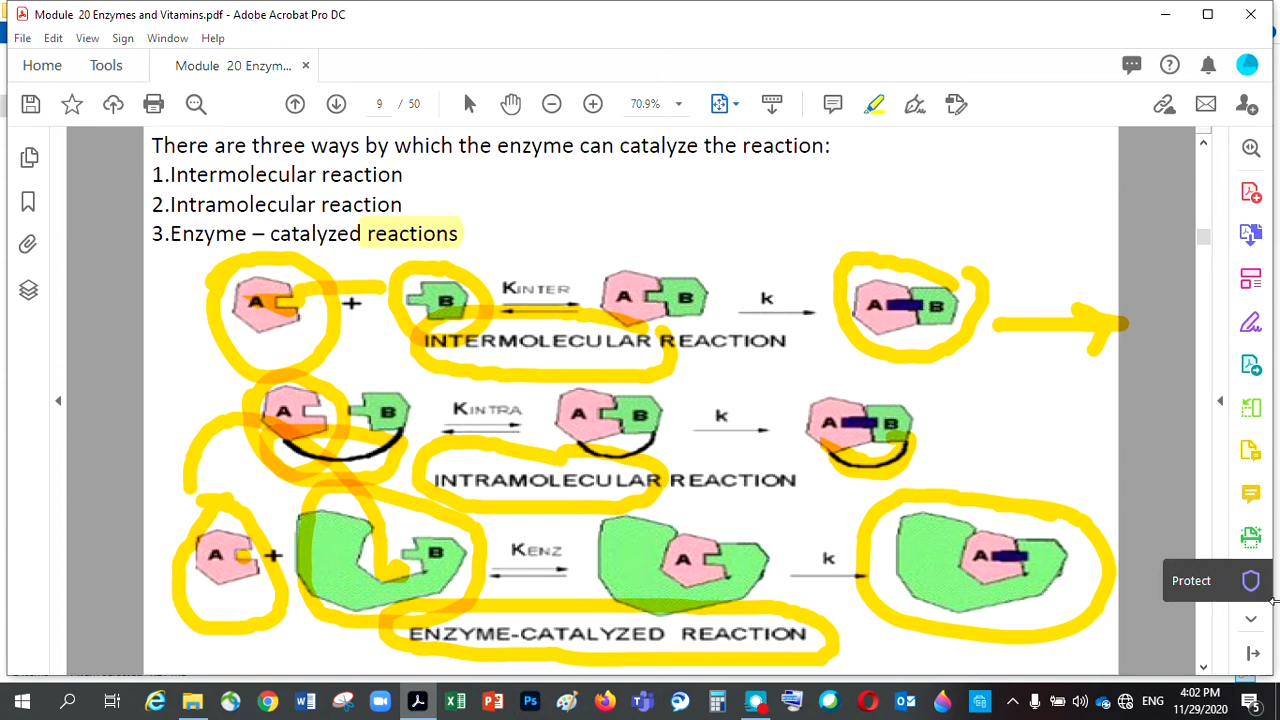 Module 20 Enzymes and Vitamins.pdf - Adobe Acrobat Pro DC
File Edit View Sign Window Help
Home Tools Module 20 Enzym... ×
9 / 50 70.9%
There are three ways by which the enzyme can catalyze the reaction:
1.Intermolecular reaction
2.Intramolecular reaction
3.Enzyme – catalyzed reactions
A + B KINTER A B k A B
INTERMOLECULAR REACTION
A B KINTRA A B k A B
INTRAMOLECULAR REACTION
A + B KENZ A k A
ENZYME-CATALYZED REACTION
Protect
ENG 4:02 PM
11/29/2020 5